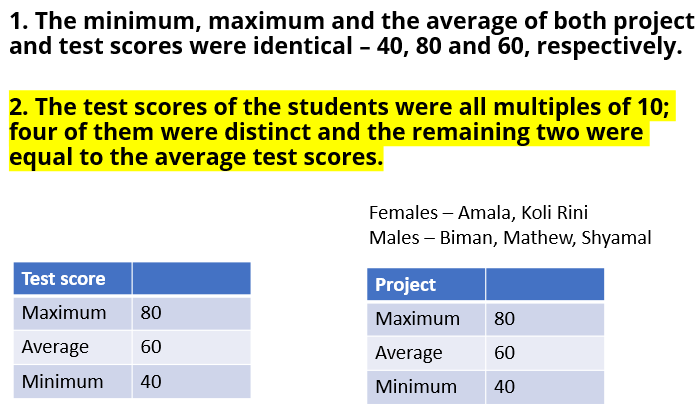 1. The minimum, maximum and the average of both project
and test scores were identical – 40, 80 and 60, respectively.
2. The test scores of the students were all multiples of 10;
four of them were distinct and the remaining two were
equal to the average test scores.
Females – Amala, Koli Rini
Males – Biman, Mathew, Shyamal
Test score
Maximum 80
Average 60
Minimum 40
Project
Maximum 80
Average 60
Minimum 40